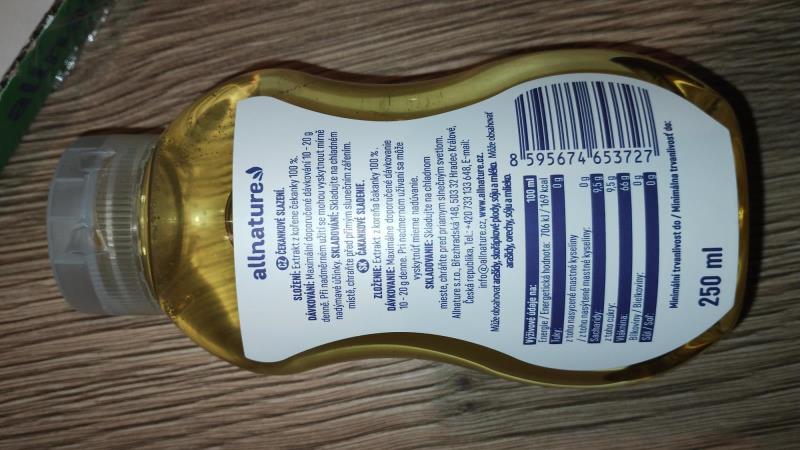 allnature
CZ ČEKANKOVÉ SLAZENÍ.
SLOŽENÍ: Extrakt z kořene čekanky 100 %.
DÁVKOVÁNÍ: Maximální doporučené dávkování 10 - 20 g
denně. Při nadměrném užití se mohou vyskytnout mírně
nadýmavé účinky. SKLADOVÁNÍ: Skladujte na chladném
místě, chraňte před přímým slunečním zářením.
SK ČAKANKOVÉ SLADENIE.
ZLOŽENIE: Extrakt z koreňa čakanky 100 %.
DÁVKOVANIE: Maximálne doporučené dávkovanie
10 - 20 g denne. Pri nadmernom užívaní sa môže
vyskytnúť mierne nadúvanie.
SKLADOVANIE: Skladujte na chladnom
mieste, chráňte pred priamym slnečným svetlom.
Allnature s.r.o., Břežhradská 148, 503 32 Hradec Králové,
Česká republika, Tel.: +420 733 133 648, E-mail:
info@allnature.cz, www.allnature.cz.
Může obsahovat arašídy, skořápkové plody, sóju a mléko. Môže obsahovať
arašidy, orechy, sóju a mlieko.
8 595674 653727
Výživové údaje na: 100 ml
Energie / Energetická hodnota: 706 kJ / 169 kcal
Tuky: 0 g
z toho nasycené mastné kyseliny
/ z toho nasýtené mastné kyseliny: 0 g
Sacharidy: 9,5 g
z toho cukry: 9,5 g
Vláknina: 66 g
Bílkoviny / Bielkoviny: 0 g
Sůl / Soľ: 0 g
Minimální trvanlivost do / Minimálna trvanlivosť do:
250 ml